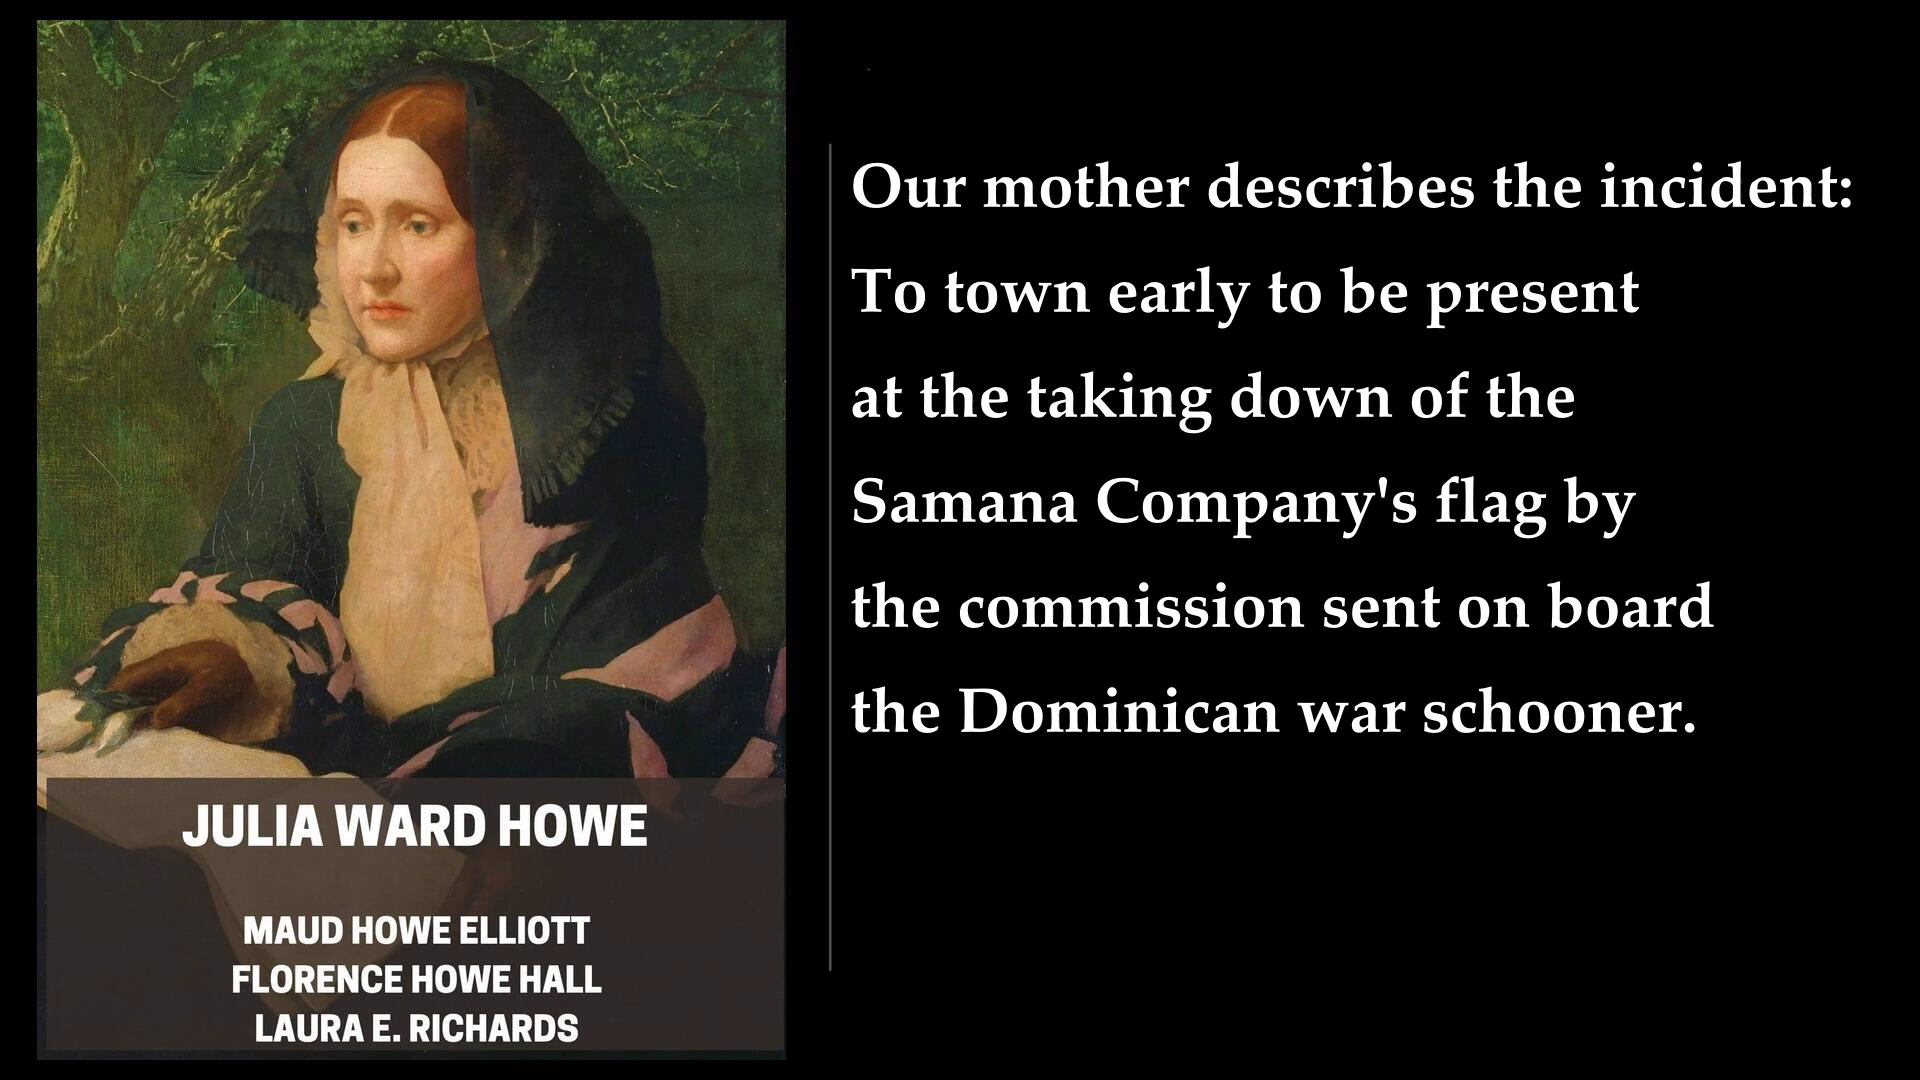 JULIA WARD HOWE
MAUD HOWE ELLIOTT
FLORENCE HOWE HALL
LAURA E. RICHARDS
Our mother describes the incident:
To town early to be present
at the taking down of the
Samana Company's flag by
the commission sent on board
the Dominican war schooner.